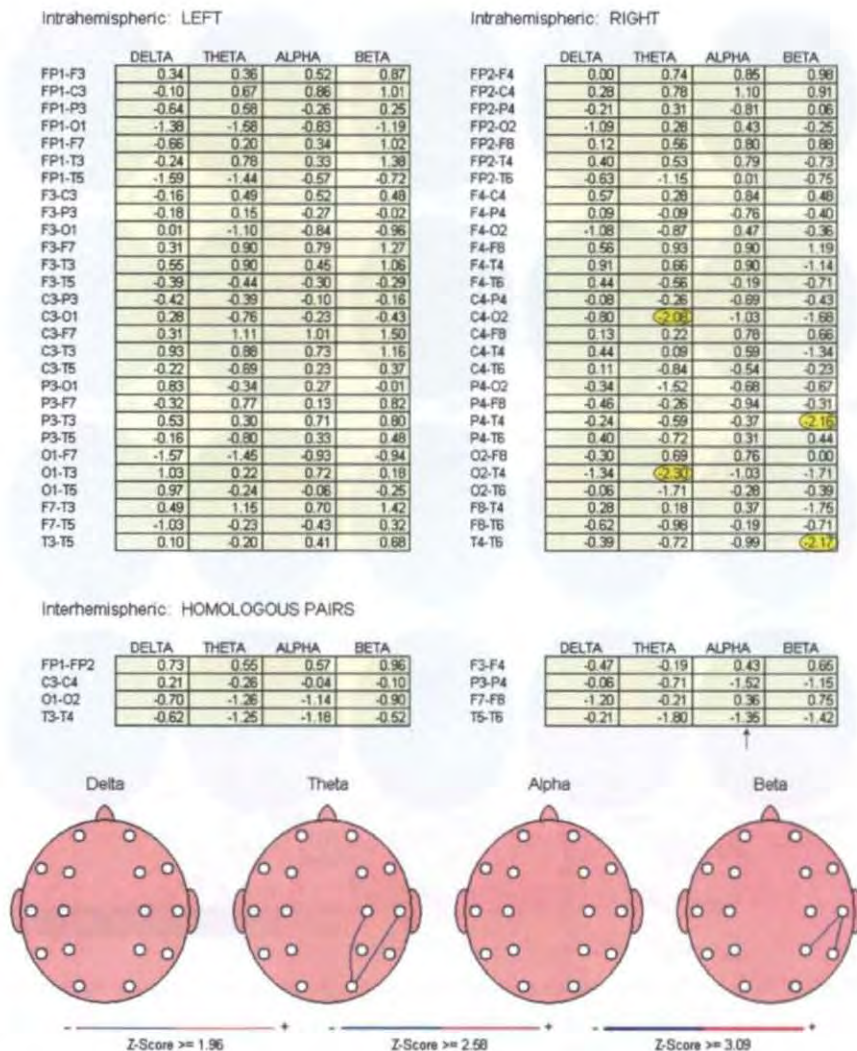 Intrahemispheric: LEFT
DELTA THETA ALPHA BETA
FP1-F3 0.34 0.36 0.52 0.87
FP1-C3 -0.10 0.67 0.86 1.01
FP1-P3 -0.64 0.58 -0.26 0.25
FP1-O1 -1.38 -1.58 -0.63 -1.19
FP1-F7 -0.66 0.20 0.34 1.02
FP1-T3 -0.24 0.78 0.33 1.38
FP1-T5 -1.59 -1.44 -0.57 -0.72
F3-C3 -0.16 0.49 0.52 0.48
F3-P3 -0.18 0.15 -0.27 -0.02
F3-O1 0.01 -1.10 -0.84 -0.96
F3-F7 0.31 0.90 0.79 1.27
F3-T3 0.55 0.90 0.45 1.06
F3-T5 -0.39 -0.44 -0.30 -0.29
C3-P3 -0.42 -0.39 -0.10 -0.16
C3-O1 0.28 -0.76 -0.23 -0.43
C3-F7 0.31 1.11 1.01 1.50
C3-T3 0.93 0.88 0.73 1.16
C3-T5 -0.22 -0.69 0.23 0.37
P3-O1 0.83 -0.34 0.27 -0.01
P3-F7 -0.32 0.77 0.13 0.82
P3-T3 0.53 0.30 0.71 0.80
P3-T5 -0.16 -0.80 0.33 0.48
O1-F7 -1.57 -1.45 -0.93 -0.94
O1-T3 1.03 0.22 0.72 0.18
O1-T5 0.97 -0.24 -0.06 -0.25
F7-T3 0.49 1.15 0.70 1.42
F7-T5 -1.03 -0.23 -0.43 0.32
T3-T5 0.10 -0.20 0.41 0.68
Intrahemispheric: RIGHT
DELTA THETA ALPHA BETA
FP2-F4 0.00 0.74 0.85 0.98
FP2-C4 0.28 0.78 1.10 0.91
FP2-P4 -0.21 0.31 -0.81 0.06
FP2-O2 -1.09 0.28 0.43 -0.25
FP2-F8 0.12 0.56 0.80 0.88
FP2-T4 0.40 0.53 0.79 -0.73
FP2-T6 -0.63 -1.15 0.01 -0.75
F4-C4 0.57 0.28 0.84 0.48
F4-P4 0.09 -0.09 -0.76 -0.40
F4-O2 -1.08 -0.87 0.47 -0.36
F4-F8 0.56 0.93 0.90 1.19
F4-T4 0.91 0.66 0.90 -1.14
F4-T6 0.44 -0.56 -0.19 -0.71
C4-P4 -0.08 -0.26 -0.69 -0.43
C4-O2 -0.80 -2.08 -1.03 -1.68
C4-F8 0.13 0.22 0.78 0.66
C4-T4 0.44 0.09 0.59 -1.34
C4-T6 0.11 -0.84 -0.54 -0.23
P4-O2 -0.34 -1.52 -0.68 -0.67
P4-F8 -0.46 -0.26 -0.94 -0.31
P4-T4 -0.24 -0.59 -0.37 -2.16
P4-T6 0.40 -0.72 0.31 0.44
O2-F8 -0.30 0.69 0.76 0.00
O2-T4 -1.34 -2.30 -1.03 -1.71
O2-T6 -0.06 -1.71 -0.28 -0.39
F8-T4 0.28 0.18 0.37 -1.75
F8-T6 -0.62 -0.98 -0.19 -0.71
T4-T6 -0.39 -0.72 -0.99 -2.17
Interhemispheric: HOMOLOGOUS PAIRS
DELTA THETA ALPHA BETA
FP1-FP2 0.73 0.55 0.57 0.96
C3-C4 0.21 -0.26 -0.04 -0.10
O1-O2 -0.70 -1.26 -1.14 -0.90
T3-T4 -0.62 -1.25 -1.18 -0.52
DELTA THETA ALPHA BETA
F3-F4 -0.47 -0.19 0.43 0.65
P3-P4 -0.06 -0.71 -1.52 -1.15
F7-F8 -1.20 -0.21 0.36 0.75
T5-T6 -0.21 -1.80 -1.35 -1.42
Delta Theta Alpha Beta
- + - + - +
Z-Score >= 1.96 Z-Score >= 2.58 Z-Score >= 3.09